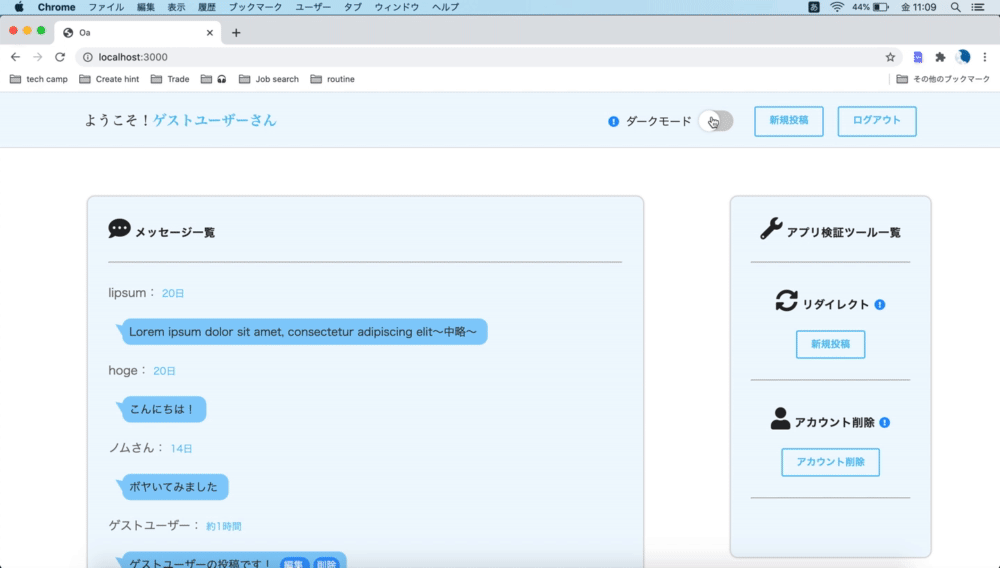 Chrome ファイル 編集 表示 履歴 ブックマーク ユーザー タブ ウィンドウ ヘルプ あ 44% 金 11:09
Oa
localhost:3000
tech camp Create hint Trade Job search routine その他のブックマーク
ようこそ！ゲストユーザーさん ダークモード 新規投稿 ログアウト
メッセージ一覧
lipsum： 20日
Lorem ipsum dolor sit amet, consectetur adipiscing elit〜中略〜
hoge： 20日
こんにちは！
ノムさん： 14日
ボヤいてみました
ゲストユーザー： 約1時間
ゲストユーザーの投稿です！ 編集 削除
アプリ検証ツール一覧
リダイレクト
新規投稿
アカウント削除
アカウント削除